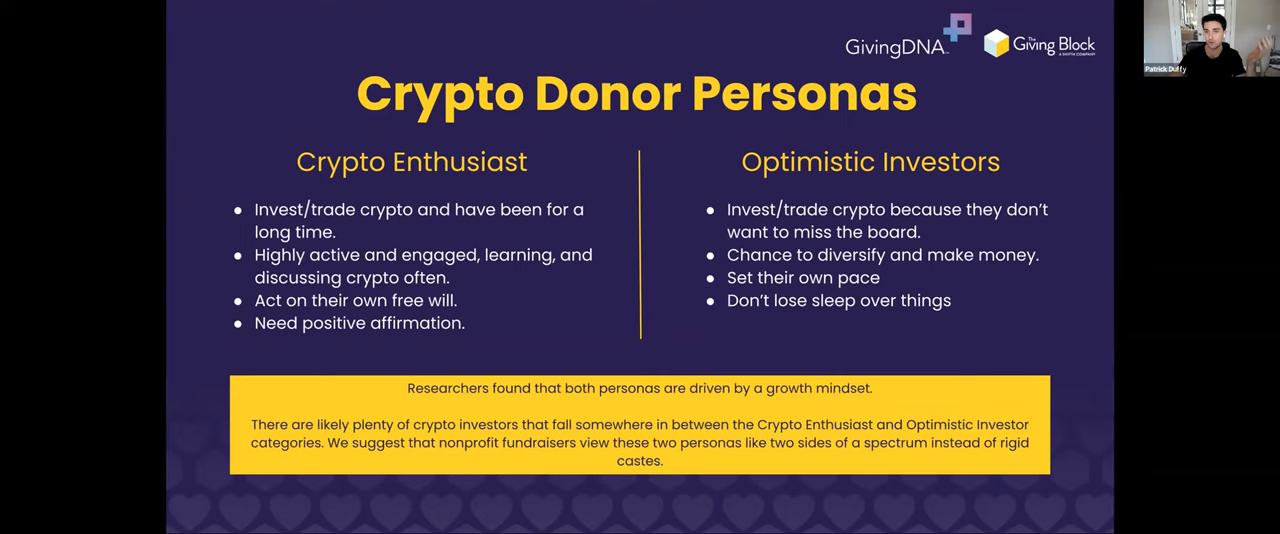 GivingDNA
The
Giving Block
A SHIFT4 COMPANY
Patrick Duffy
Crypto Donor Personas
Crypto Enthusiast
● Invest/trade crypto and have been for a
long time.
● Highly active and engaged, learning, and
discussing crypto often.
● Act on their own free will.
● Need positive affirmation.
Optimistic Investors
● Invest/trade crypto because they don’t
want to miss the board.
● Chance to diversify and make money.
● Set their own pace
● Don’t lose sleep over things
Researchers found that both personas are driven by a growth mindset.
There are likely plenty of crypto investors that fall somewhere in between the Crypto Enthusiast and Optimistic Investor
categories. We suggest that nonprofit fundraisers view these two personas like two sides of a spectrum instead of rigid
castes.